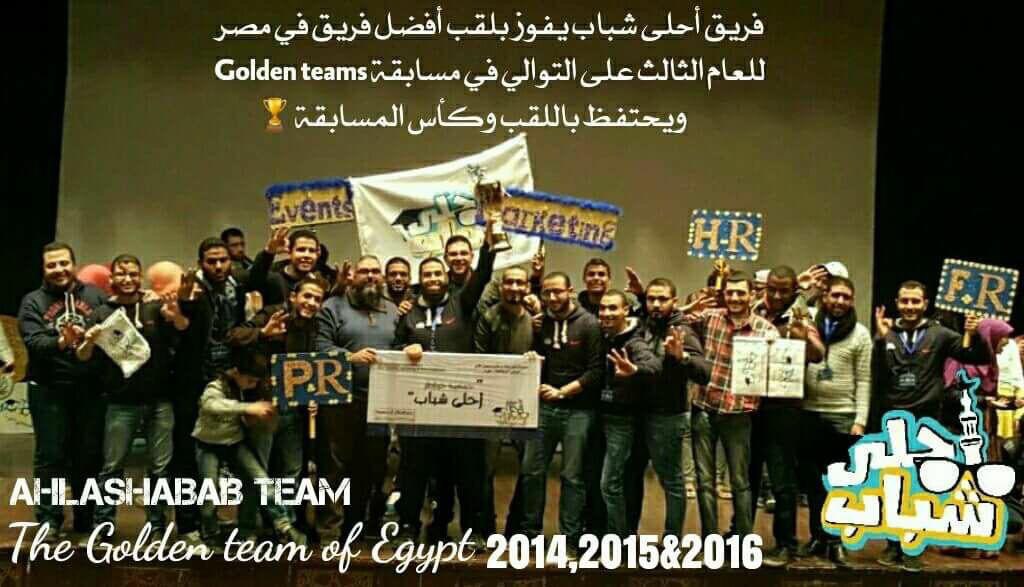 فريق أحلى شباب يفوز بلقب أفضل فريق في مصر
للعام الثالث على التوالي في مسابقة Golden teams
ويحتفظ باللقب وكأس المسابقة 🏆
Events
Marketing
H-R
F.R
P.R
"أحلى شباب"
أحلى شباب
AHLASHABAB TEAM
The Golden team of Egypt 2014,2015&2016